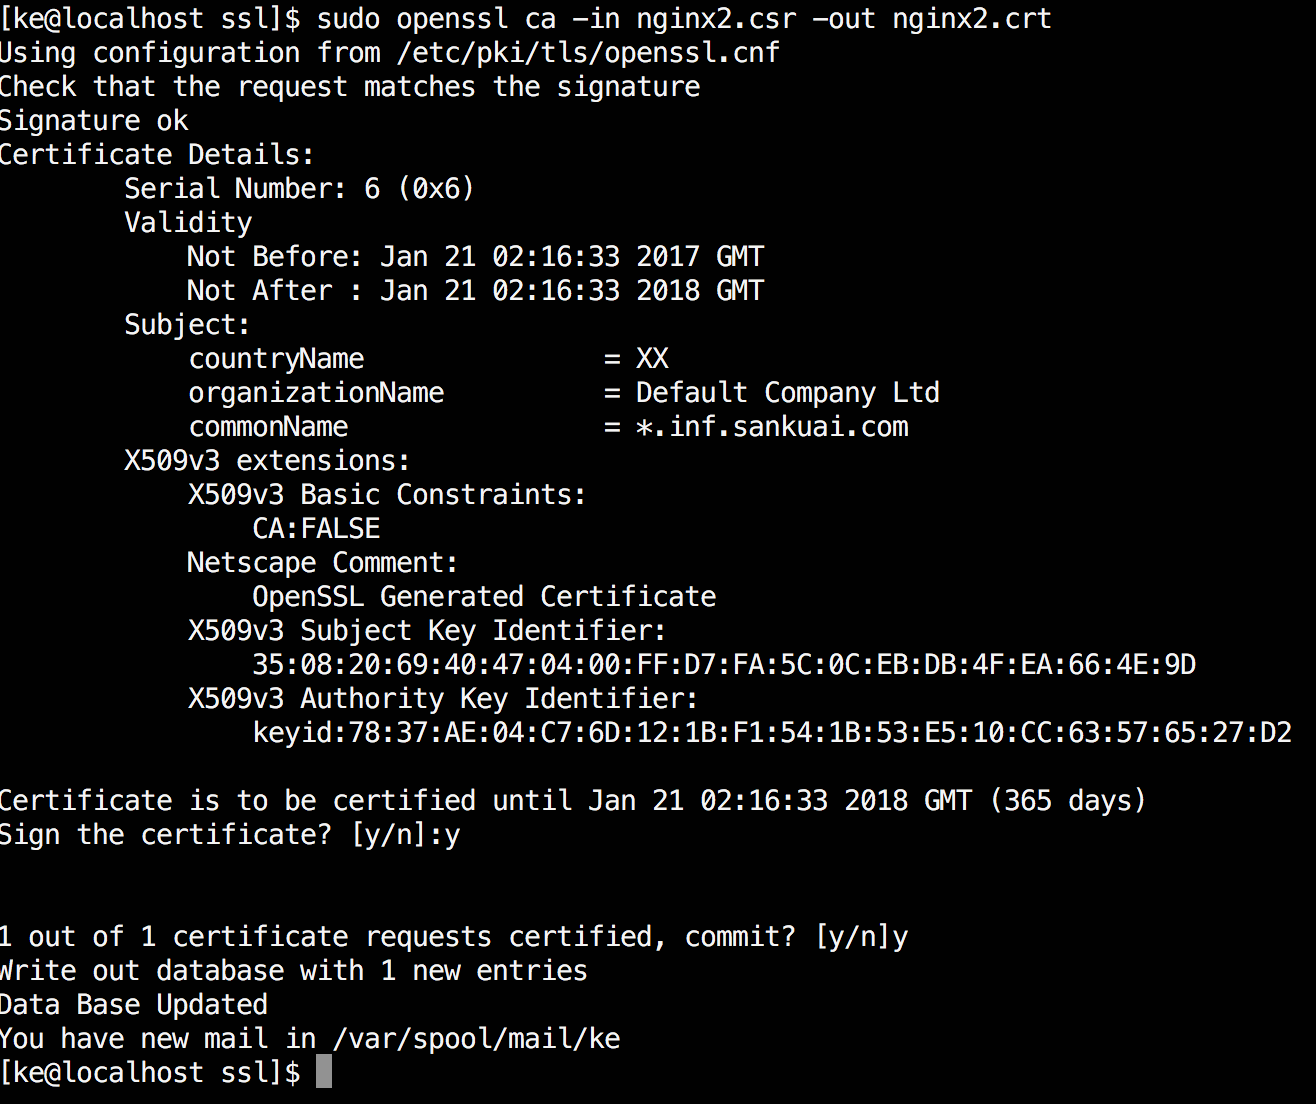 [ke@localhost ssl]$ sudo openssl ca -in nginx2.csr -out nginx2.crt
Using configuration from /etc/pki/tls/openssl.cnf
Check that the request matches the signature
Signature ok
Certificate Details:
        Serial Number: 6 (0x6)
        Validity
            Not Before: Jan 21 02:16:33 2017 GMT
            Not After : Jan 21 02:16:33 2018 GMT
        Subject:
            countryName               = XX
            organizationName          = Default Company Ltd
            commonName                = *.inf.sankuai.com
        X509v3 extensions:
            X509v3 Basic Constraints:
                CA:FALSE
            Netscape Comment:
                OpenSSL Generated Certificate
            X509v3 Subject Key Identifier:
                35:08:20:69:40:47:04:00:FF:D7:FA:5C:0C:EB:DB:4F:EA:66:4E:9D
            X509v3 Authority Key Identifier:
                keyid:78:37:AE:04:C7:6D:12:1B:F1:54:1B:53:E5:10:CC:63:57:65:27:D2

Certificate is to be certified until Jan 21 02:16:33 2018 GMT (365 days)
Sign the certificate? [y/n]:y


1 out of 1 certificate requests certified, commit? [y/n]y
Write out database with 1 new entries
Data Base Updated
You have new mail in /var/spool/mail/ke
[ke@localhost ssl]$